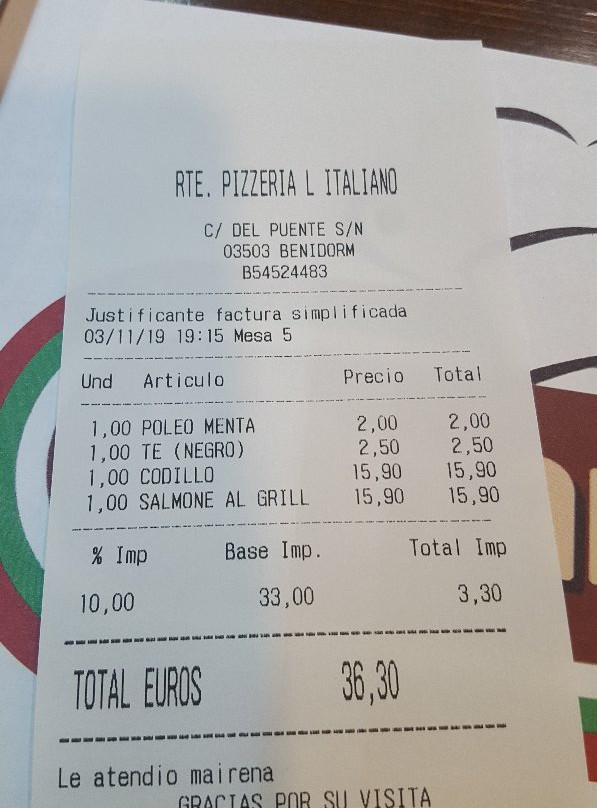 RTE. PIZZERIA L ITALIANO
C/ DEL PUENTE S/N
03503 BENIDORM
B54524483
Justificante factura simplificada
03/11/19 19:15 Mesa 5
Und Articulo Precio Total
1,00 POLEO MENTA 2,00 2,00
1,00 TE (NEGRO) 2,50 2,50
1,00 CODILLO 15,90 15,90
1,00 SALMONE AL GRILL 15,90 15,90
% Imp Base Imp. Total Imp
10,00 33,00 3,30
TOTAL EUROS 36,30
Le atendio mairena
GRACIAS POR SU VISITA